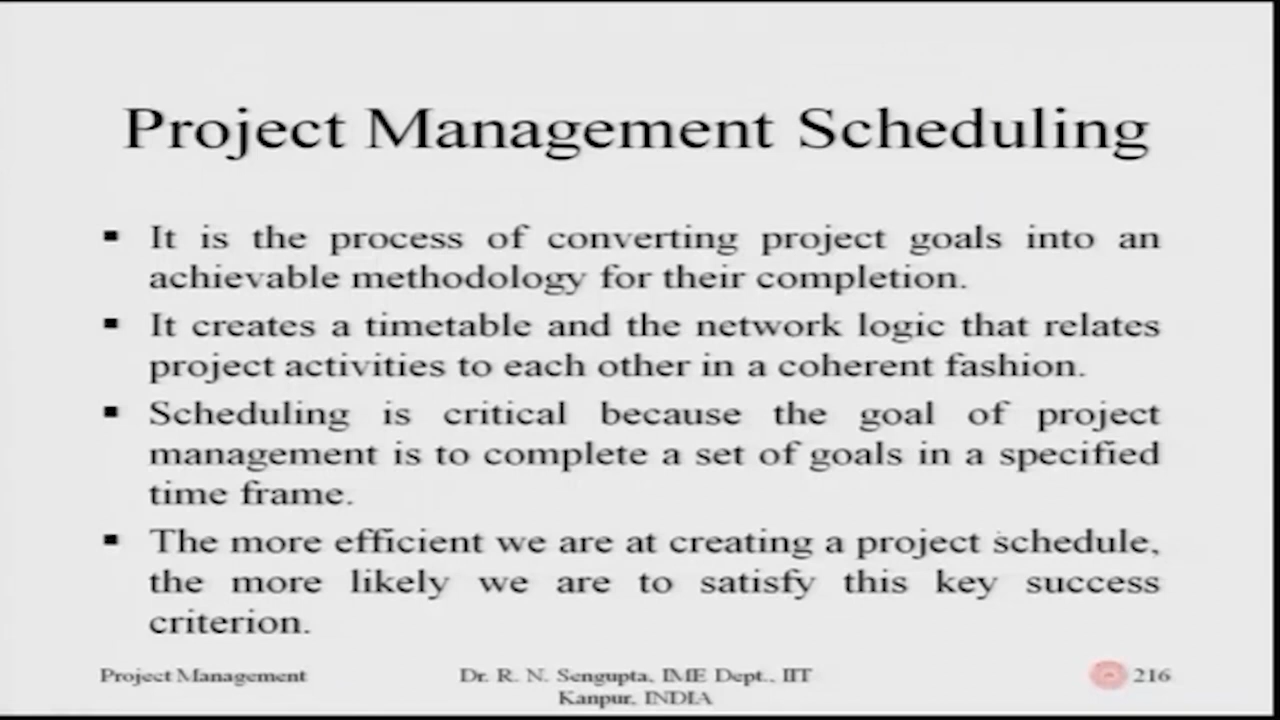 Project Management Scheduling
▪ It is the process of converting project goals into an
achievable methodology for their completion.
▪ It creates a timetable and the network logic that relates
project activities to each other in a coherent fashion.
▪ Scheduling is critical because the goal of project
management is to complete a set of goals in a specified
time frame.
▪ The more efficient we are at creating a project schedule,
the more likely we are to satisfy this key success
criterion.
Project Management
Dr. R. N. Sengupta, IME Dept., IIT
Kanpur, INDIA
216